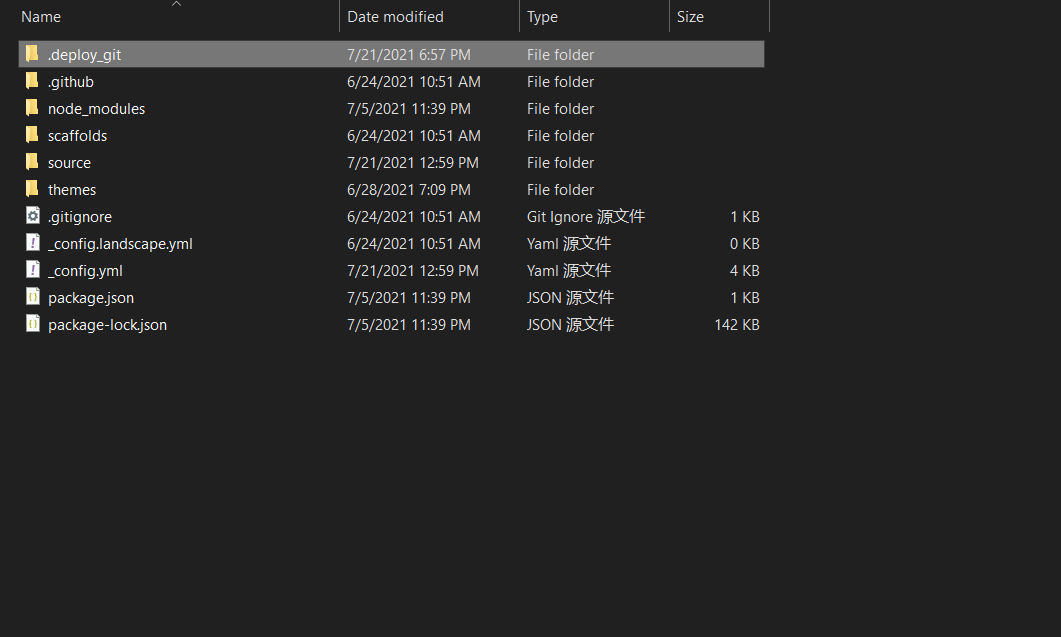 Name Date modified Type Size
.deploy_git 7/21/2021 6:57 PM File folder
.github 6/24/2021 10:51 AM File folder
node_modules 7/5/2021 11:39 PM File folder
scaffolds 6/24/2021 10:51 AM File folder
source 7/21/2021 12:59 PM File folder
themes 6/28/2021 7:09 PM File folder
.gitignore 6/24/2021 10:51 AM Git Ignore 源文件 1 KB
_config.landscape.yml 6/24/2021 10:51 AM Yaml 源文件 0 KB
_config.yml 7/21/2021 12:59 PM Yaml 源文件 4 KB
package.json 7/5/2021 11:39 PM JSON 源文件 1 KB
package-lock.json 7/5/2021 11:39 PM JSON 源文件 142 KB